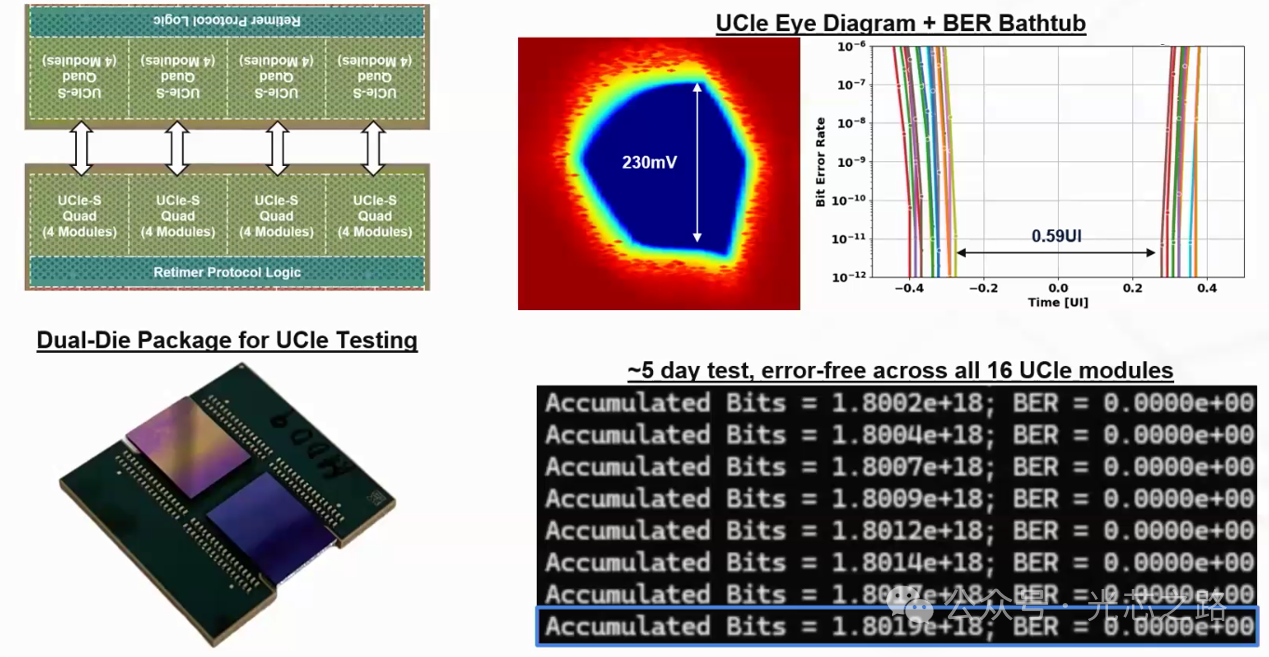 Retimer Protocol Logic
UCIe-S
Quad
(4 Modules)
UCIe-S
Quad
(4 Modules)
UCIe-S
Quad
(4 Modules)
UCIe-S
Quad
(4 Modules)
UCIe-S
Quad
(4 Modules)
UCIe-S
Quad
(4 Modules)
UCIe-S
Quad
(4 Modules)
UCIe-S
Quad
(4 Modules)
Retimer Protocol Logic
UCIe Eye Diagram + BER Bathtub
230mV
Bit Error Rate
10⁻⁶
10⁻⁷
10⁻⁸
10⁻⁹
10⁻¹⁰
10⁻¹¹
10⁻¹²
0.59UI
−0.4 −0.2 0.0 0.2 0.4
Time [UI]
Dual-Die Package for UCIe Testing
~5 day test, error-free across all 16 UCIe modules
Accumulated Bits = 1.8002e+18; BER = 0.0000e+00
Accumulated Bits = 1.8004e+18; BER = 0.0000e+00
Accumulated Bits = 1.8007e+18; BER = 0.0000e+00
Accumulated Bits = 1.8009e+18; BER = 0.0000e+00
Accumulated Bits = 1.8012e+18; BER = 0.0000e+00
Accumulated Bits = 1.8014e+18; BER = 0.0000e+00
Accumulated Bits = 1.8017e+18; BER = 0.0000e+00
Accumulated Bits = 1.8019e+18; BER = 0.0000e+00
公众号 · 光芯之路